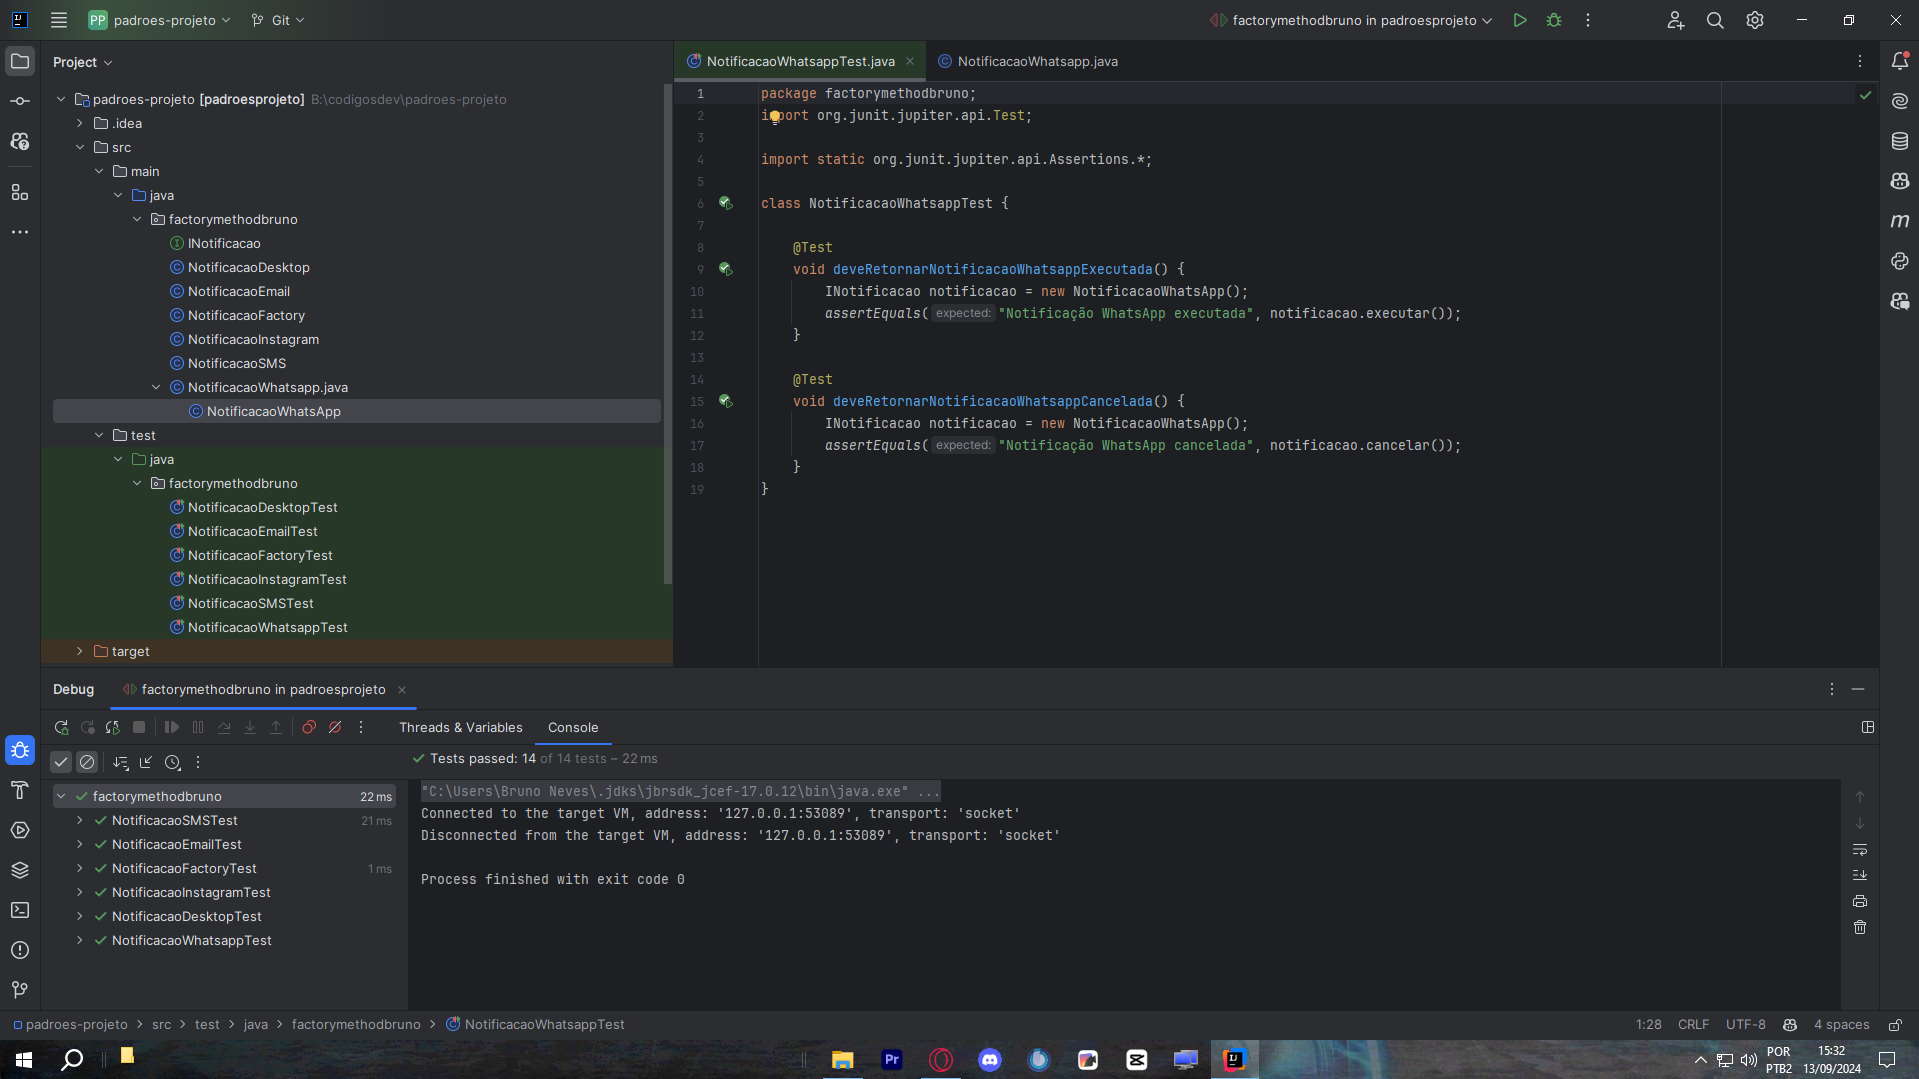 PP padroes-projeto Git factorymethodbruno in padroesprojeto
Project
padroes-projeto [padroesprojeto] B:\codigosdev\padroes-projeto
.idea
src
main
java
factorymethodbruno
INotificacao
NotificacaoDesktop
NotificacaoEmail
NotificacaoFactory
NotificacaoInstagram
NotificacaoSMS
NotificacaoWhatsapp.java
NotificacaoWhatsApp
test
java
factorymethodbruno
NotificacaoDesktopTest
NotificacaoEmailTest
NotificacaoFactoryTest
NotificacaoInstagramTest
NotificacaoSMSTest
NotificacaoWhatsappTest
target
NotificacaoWhatsappTest.java NotificacaoWhatsapp.java
1 package factorymethodbruno;
2 import org.junit.jupiter.api.Test;
3
4 import static org.junit.jupiter.api.Assertions.*;
5
6 class NotificacaoWhatsappTest {
7
8 @Test
9 void deveRetornarNotificacaoWhatsappExecutada() {
10 INotificacao notificacao = new NotificacaoWhatsApp();
11 assertEquals( expected: "Notificação WhatsApp executada", notificacao.executar());
12 }
13
14 @Test
15 void deveRetornarNotificacaoWhatsappCancelada() {
16 INotificacao notificacao = new NotificacaoWhatsApp();
17 assertEquals( expected: "Notificação WhatsApp cancelada", notificacao.cancelar());
18 }
19 }
Debug factorymethodbruno in padroesprojeto
Threads & Variables Console
Tests passed: 14 of 14 tests – 22 ms
factorymethodbruno 22 ms
NotificacaoSMSTest 21 ms
NotificacaoEmailTest
NotificacaoFactoryTest 1 ms
NotificacaoInstagramTest
NotificacaoDesktopTest
NotificacaoWhatsappTest
"C:\Users\Bruno Neves\.jdks\jbrsdk_jcef-17.0.12\bin\java.exe" ...
Connected to the target VM, address: '127.0.0.1:53089', transport: 'socket'
Disconnected from the target VM, address: '127.0.0.1:53089', transport: 'socket'
Process finished with exit code 0
padroes-projeto src test java factorymethodbruno NotificacaoWhatsappTest 1:28 CRLF UTF-8 4 spaces
Pr
POR
PTB2
15:32
13/09/2024